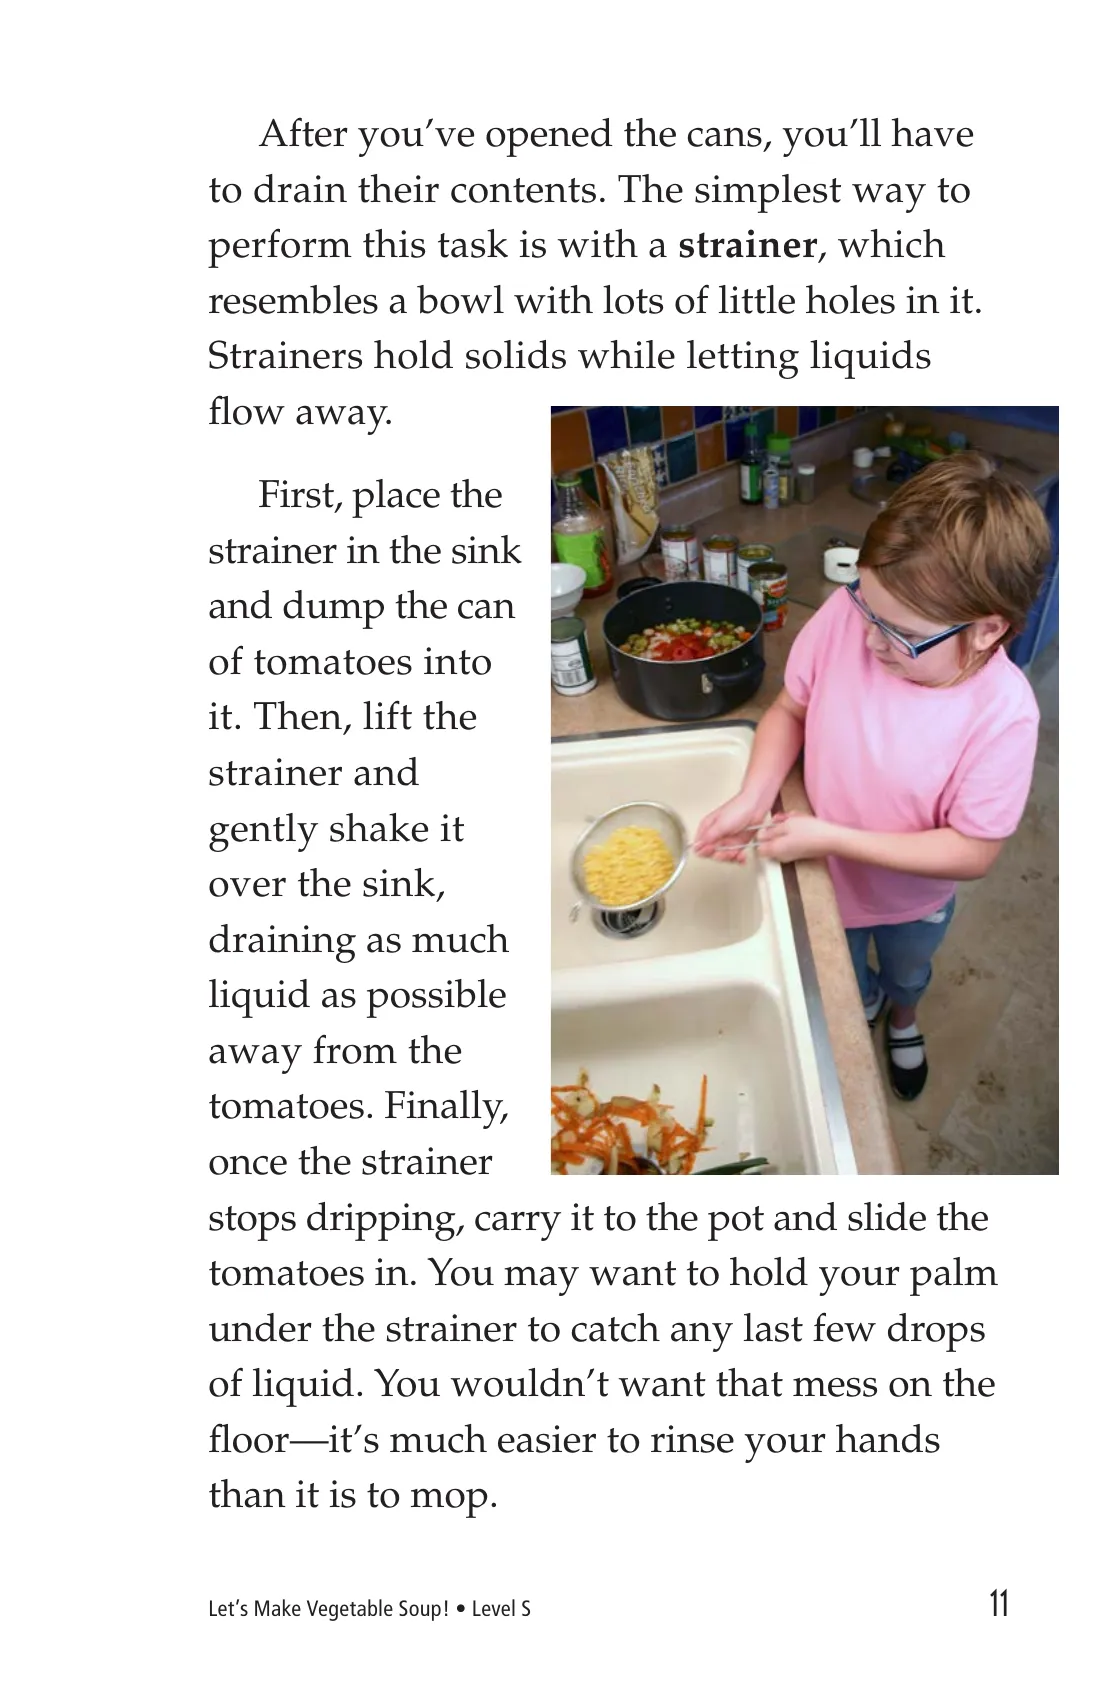 After you’ve opened the cans, you’ll have
to drain their contents. The simplest way to
perform this task is with a strainer, which
resembles a bowl with lots of little holes in it.
Strainers hold solids while letting liquids
flow away.
First, place the
strainer in the sink
and dump the can
of tomatoes into
it. Then, lift the
strainer and
gently shake it
over the sink,
draining as much
liquid as possible
away from the
tomatoes. Finally,
once the strainer
stops dripping, carry it to the pot and slide the
tomatoes in. You may want to hold your palm
under the strainer to catch any last few drops
of liquid. You wouldn’t want that mess on the
floor—it’s much easier to rinse your hands
than it is to mop.
Let’s Make Vegetable Soup! • Level S
11